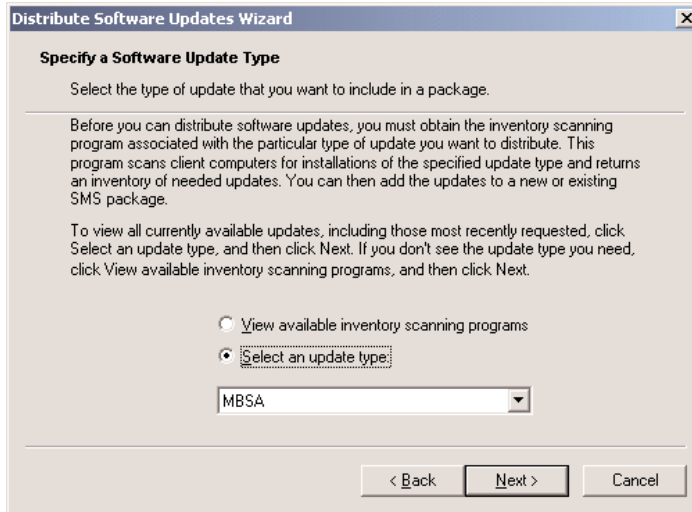 Distribute Software Updates Wizard
Specify a Software Update Type
Select the type of update that you want to include in a package.
Before you can distribute software updates, you must obtain the inventory scanning
program associated with the particular type of update you want to distribute. This
program scans client computers for installations of the specified update type and returns
an inventory of needed updates. You can then add the updates to a new or existing
SMS package.
To view all currently available updates, including those most recently requested, click
Select an update type, and then click Next. If you don't see the update type you need,
click View available inventory scanning programs, and then click Next.
View available inventory scanning programs
Select an update type:
MBSA
< Back
Next >
Cancel